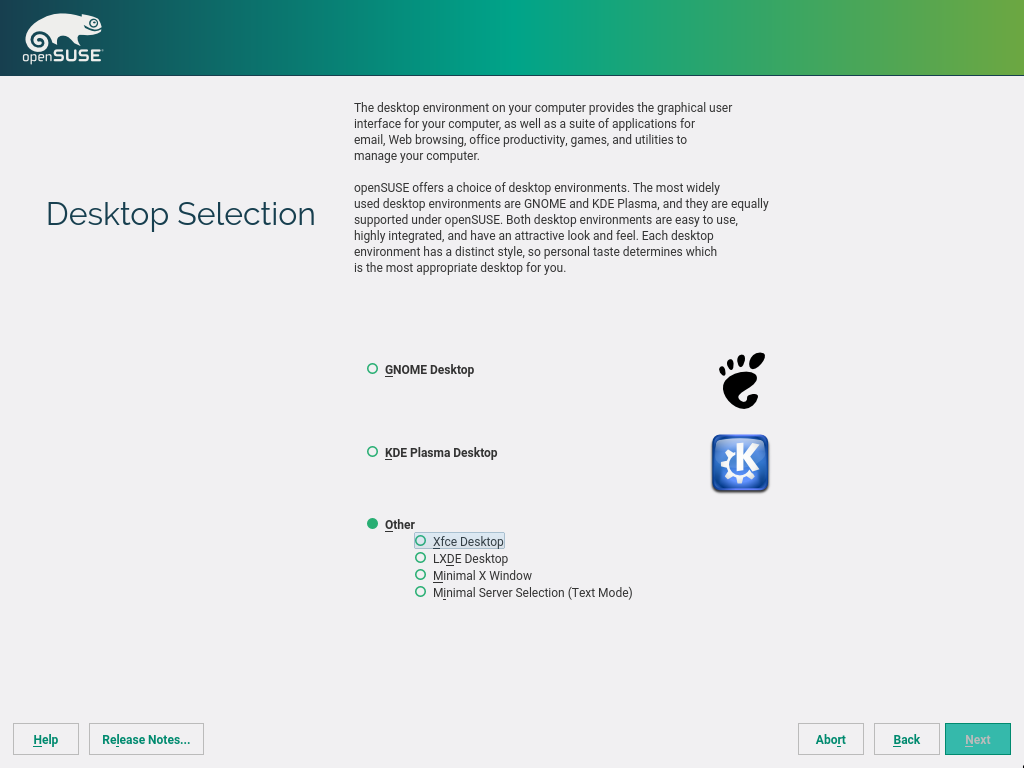 openSUSE
The desktop environment on your computer provides the graphical user
interface for your computer, as well as a suite of applications for
email, Web browsing, office productivity, games, and utilities to
manage your computer.
Desktop Selection
openSUSE offers a choice of desktop environments. The most widely
used desktop environments are GNOME and KDE Plasma, and they are equally
supported under openSUSE. Both desktop environments are easy to use,
highly integrated, and have an attractive look and feel. Each desktop
environment has a distinct style, so personal taste determines which
is the most appropriate desktop for you.
GNOME Desktop
KDE Plasma Desktop
K
Other
Xfce Desktop
LXDE Desktop
Minimal X Window
Minimal Server Selection (Text Mode)
Help
Release Notes...
Abort
Back
Next